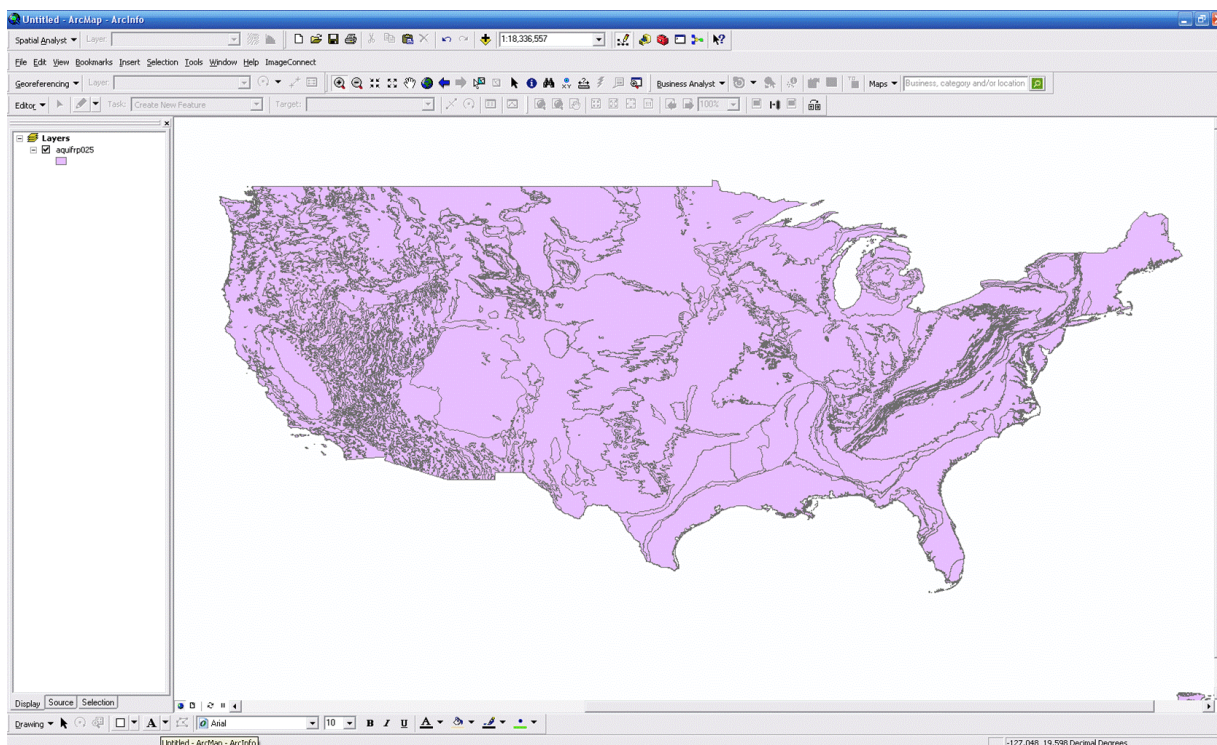 Untitled - ArcMap - ArcInfo
Spatial Analyst Layer: 1:18,336,557
File Edit View Bookmarks Insert Selection Tools Window Help ImageConnect
Georeferencing Layer: Business Analyst Maps Business, category and/or location
Editor Task: Create New Feature Target: 100%
Layers
aquifrp025
Display Source Selection
Drawing A Arial 10 B I U A
Untitled - ArcMap - ArcInfo
-127.048 19.598 Decimal Degrees